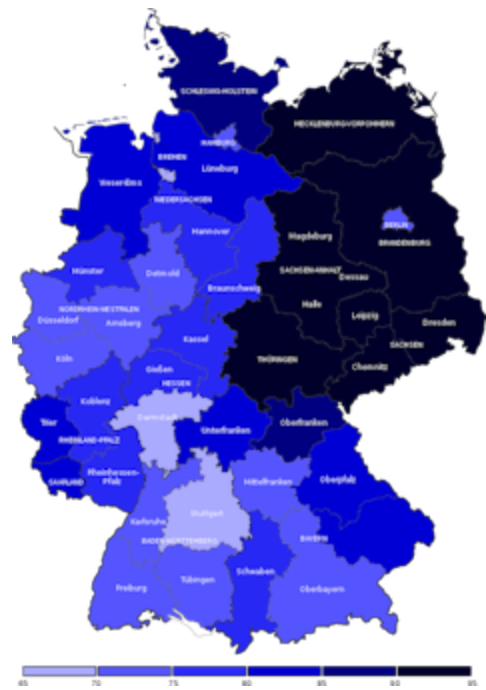 SCHLESWIG-HOLSTEIN
MECKLENBURG-VORPOMMERN
HAMBURG
BREMEN
Lüneburg
Weser-Ems
NIEDERSACHSEN
BERLIN
Hannover
Magdeburg
BRANDENBURG
Münster
Detmold
SACHSEN-ANHALT
Dessau
Braunschweig
Halle
NORDRHEIN-WESTFALEN
Düsseldorf
Arnsberg
Leipzig
Dresden
Kassel
SACHSEN
Köln
THÜRINGEN
Chemnitz
Gießen
HESSEN
Koblenz
Darmstadt
Trier
Unterfranken
Oberfranken
RHEINLAND-PFALZ
Rheinhessen-
Pfalz
SAARLAND
Mittelfranken
Oberpfalz
Stuttgart
Karlsruhe
BADEN-WÜRTTEMBERG
BAYERN
Schwaben
Tübingen
Freiburg
Oberbayern
65 70 75 80 85 90 95